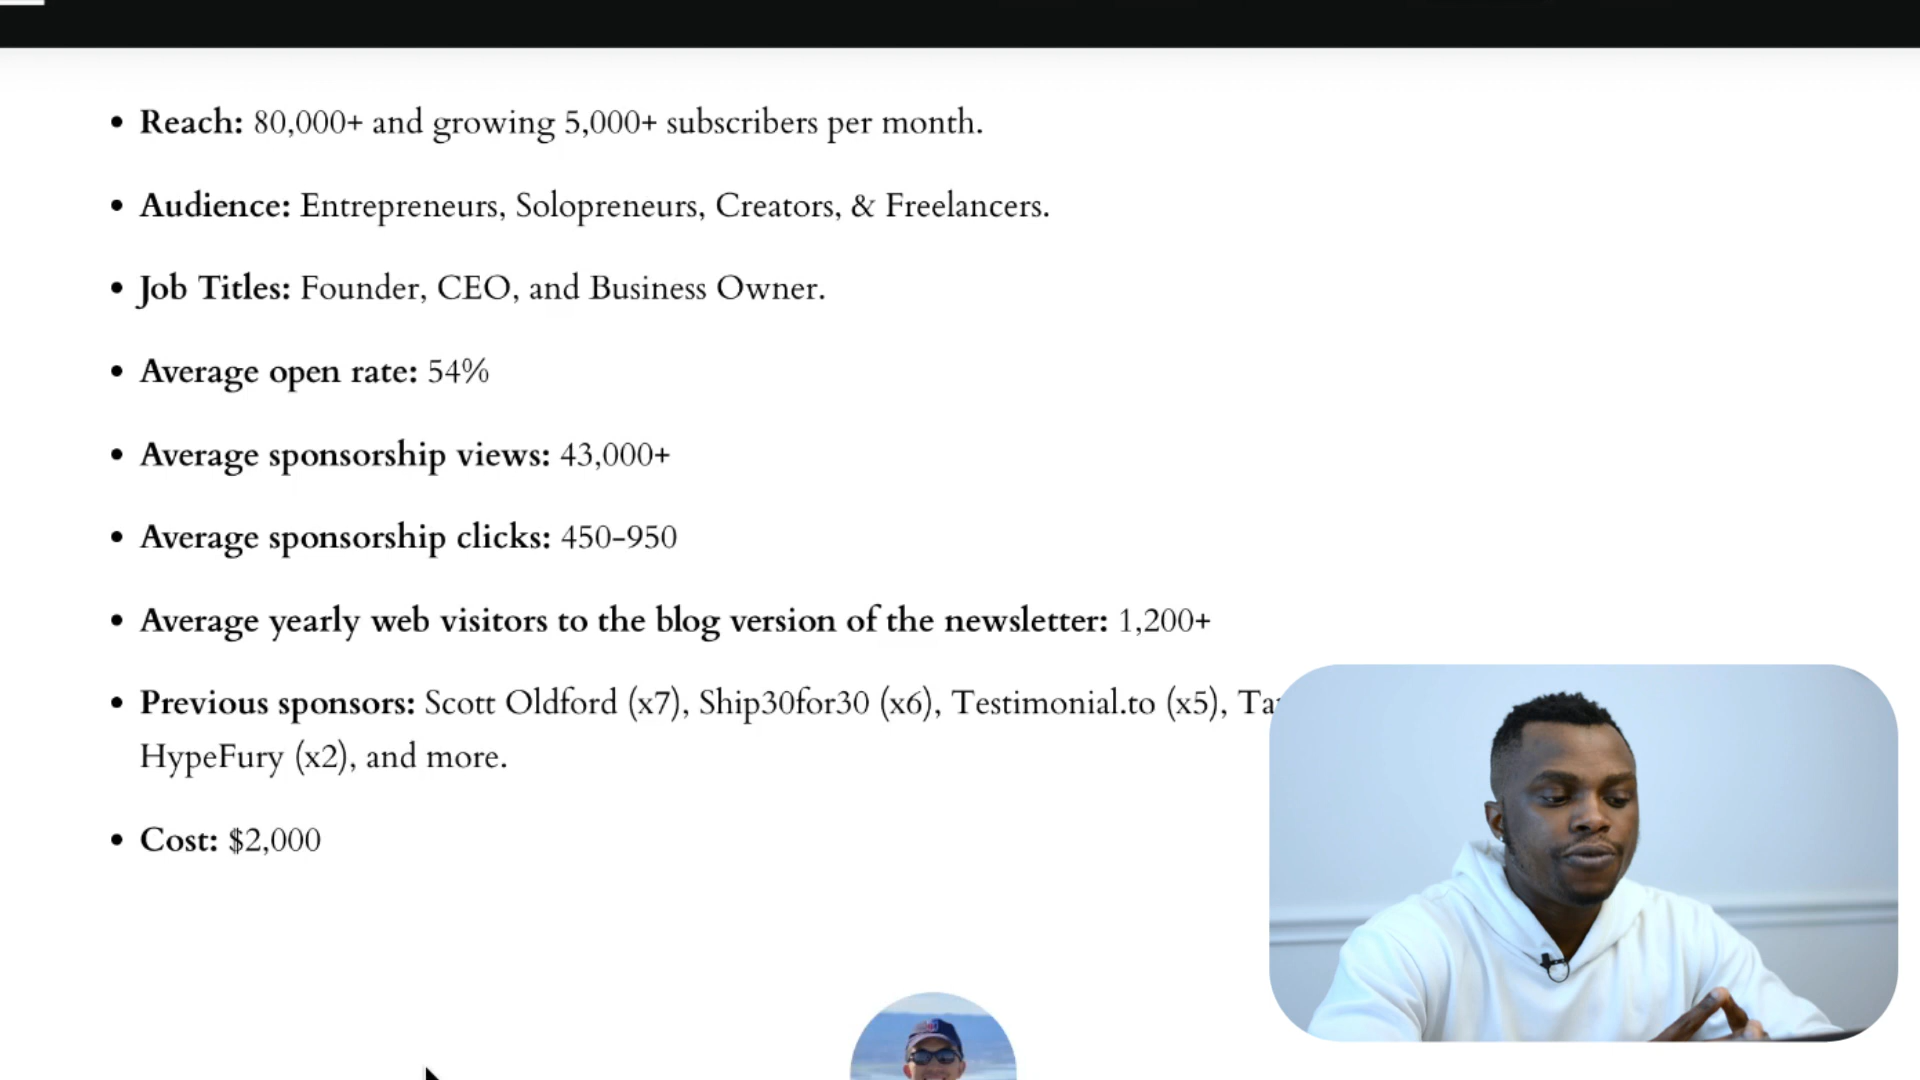 • Reach: 80,000+ and growing 5,000+ subscribers per month.
• Audience: Entrepreneurs, Solopreneurs, Creators, & Freelancers.
• Job Titles: Founder, CEO, and Business Owner.
• Average open rate: 54%
• Average sponsorship views: 43,000+
• Average sponsorship clicks: 450-950
• Average yearly web visitors to the blog version of the newsletter: 1,200+
• Previous sponsors: Scott Oldford (x7), Ship30for30 (x6), Testimonial.to (x5),
HypeFury (x2), and more.
• Cost: $2,000